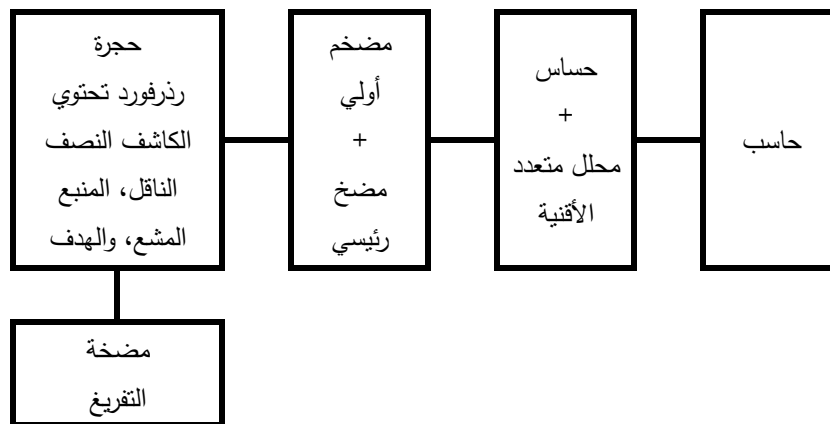 حجرة
رذرفورد تحتوي
الكاشف النصف
الناقل، المنبع
المشع، والهدف
مضخم
أولي
+
مضخ
رئيسي
حساس
+
محلل متعدد
الأقنية
حاسب
مضخة
التفريغ